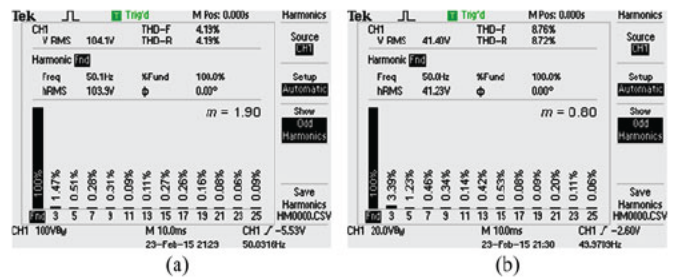 Tek Trig'd M Pos: 0.000s Harmonics
CH1 THD-F 4.19%
V RMS 104.1V THD-R 4.19%
Source
CH1
Harmonic Fnd
Freq 50.1Hz %Fund 100.0%
hRMS 103.9V ϕ 0.00°
Setup
Automatic
m = 1.90
Show
Odd
Harmonics
100% 1.47% 0.51% 0.28% 0.31% 0.09% 0.11% 0.27% 0.26% 0.16% 0.08% 0.06% 0.09%
Fnd 3 5 7 9 11 13 15 17 19 21 23 25
Save
Harmonics
HM0000.CSV
CH1 100V M 10.0ms CH1 -5.53V
23-Feb-15 21:29 50.0316Hz
(a)
Tek Trig'd M Pos: 0.000s Harmonics
CH1 THD-F 8.76%
V RMS 41.40V THD-R 8.72%
Source
CH1
Harmonic Fnd
Freq 50.0Hz %Fund 100.0%
hRMS 41.23V ϕ 0.00°
Setup
Automatic
m = 0.80
Show
Odd
Harmonics
100% 3.39% 1.23% 0.46% 0.34% 0.14% 0.42% 0.53% 0.08% 0.09% 0.20% 0.11% 0.06%
Fnd 3 5 7 9 11 13 15 17 19 21 23 25
Save
Harmonics
HM0000.CSV
CH1 20.0V M 10.0ms CH1 -2.60V
23-Feb-15 21:30 49.9709Hz
(b)